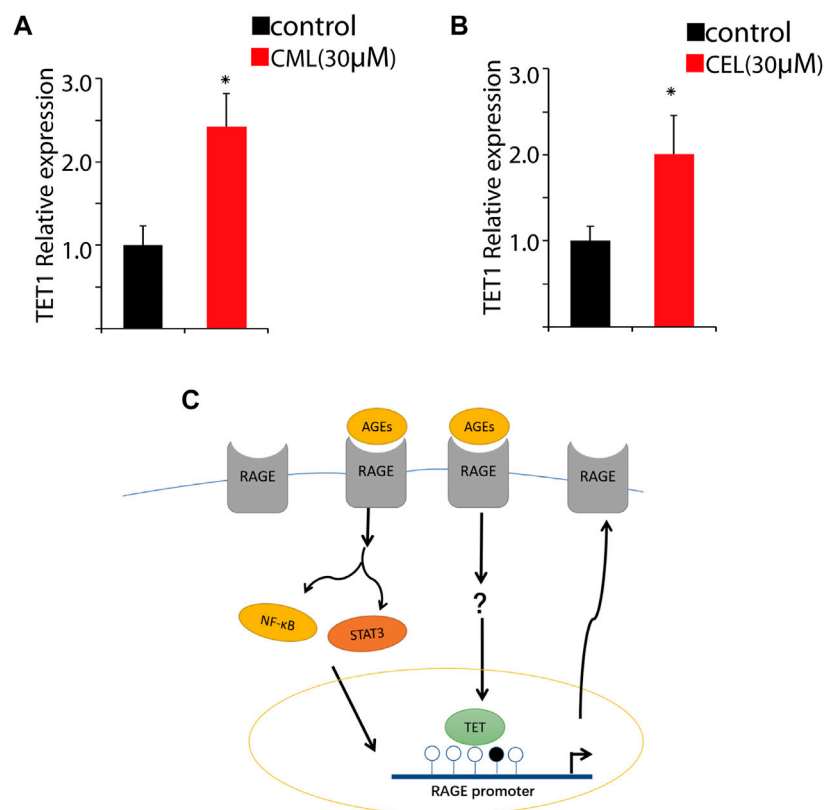 A
control
CML(30μM)
TET1 Relative expression
3.0
*
2.0
1.0
B
control
CEL(30μM)
TET1 Relative expression
3.0
*
2.0
1.0
C
AGEs
AGEs
RAGE
RAGE
RAGE
RAGE
?
NF-κB
STAT3
TET
RAGE promoter